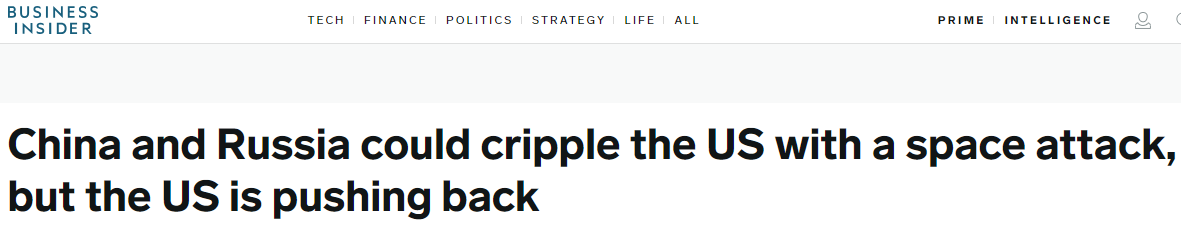 BUSINESS
INSIDER
TECH FINANCE POLITICS STRATEGY LIFE ALL
PRIME INTELLIGENCE
China and Russia could cripple the US with a space attack,
but the US is pushing back